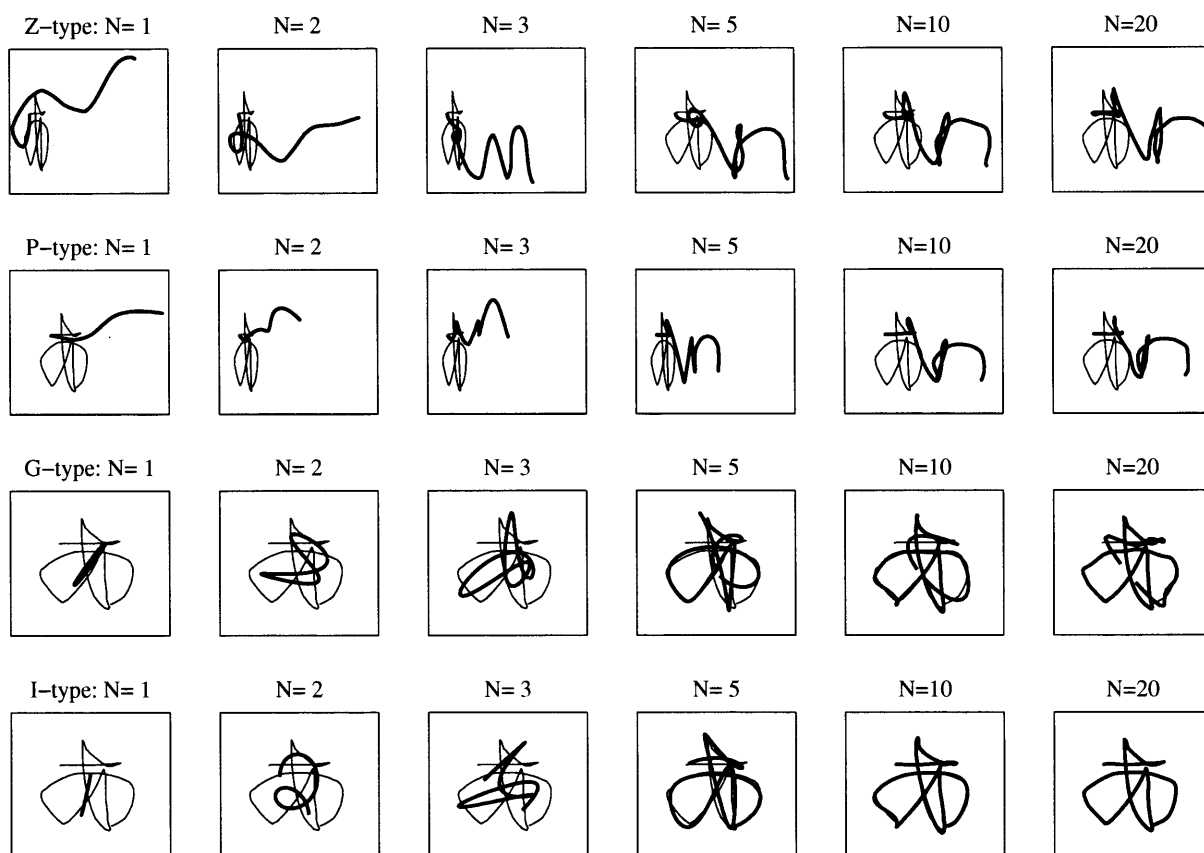 Z−type: N= 1 N= 2 N= 3 N= 5 N=10 N=20
P−type: N= 1 N= 2 N= 3 N= 5 N=10 N=20
G−type: N= 1 N= 2 N= 3 N= 5 N=10 N=20
I−type: N= 1 N= 2 N= 3 N= 5 N=10 N=20